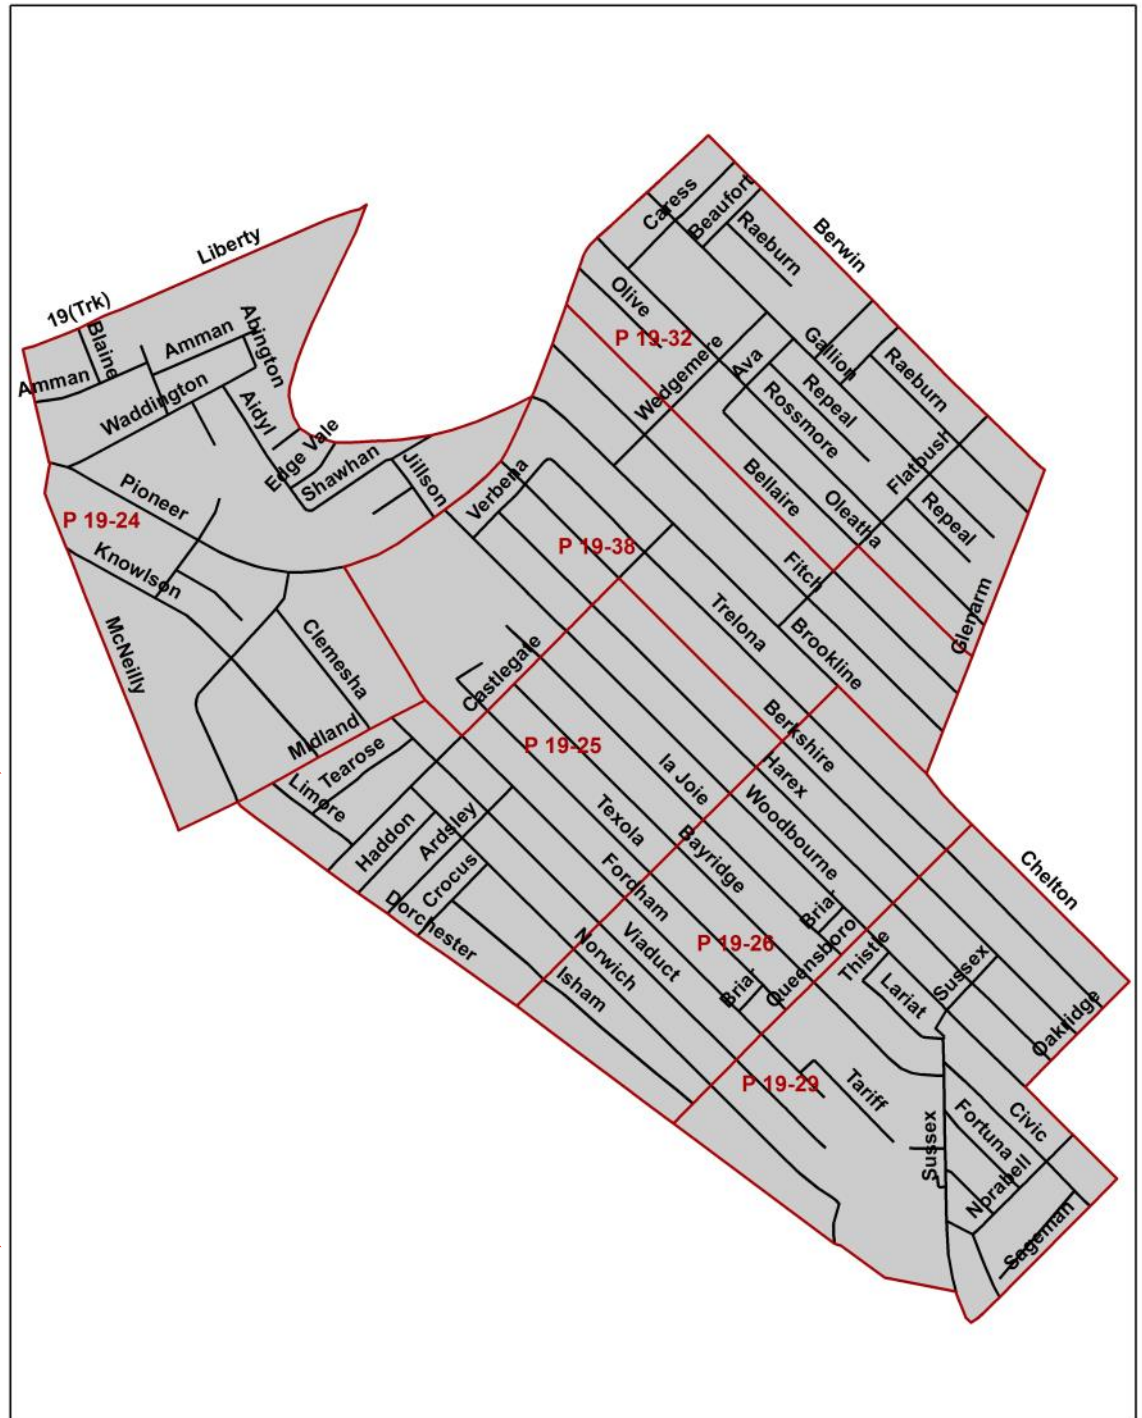 Caress
Beaufort
Raeburn
Berwin
Liberty
19(Trk)
Blaine
Amman
Abington
Amman
Waddington
Aidyl
Edge Vale
Shawhan
Jillson
Olive
P 19-32
Wedgemere
Ava
Gallion
Raeburn
Repeal
Rossmore
Flatbush
Bellaire
Oleatha
Repeal
Pioneer
P 19-24
Knowlson
McNeilly
Verbena
P 19-38
Fitch
Glenarm
Trelona
Brookline
Clemesha
Midland
Castlegate
P 19-25
Berkshire
Harex
la Joie
Woodbourne
Tearose
Limore
Haddon
Ardsley
Crocus
Dorchester
Texola
Bayridge
Fordham
Viaduct
Norwich
Isham
Chelton
Briar
P 19-26
Queensboro
Briar
Thistle
Lariat
Sussex
Oakridge
P 19-29
Tariff
Sussex
Civic
Fortuna
Norabell
Sageman